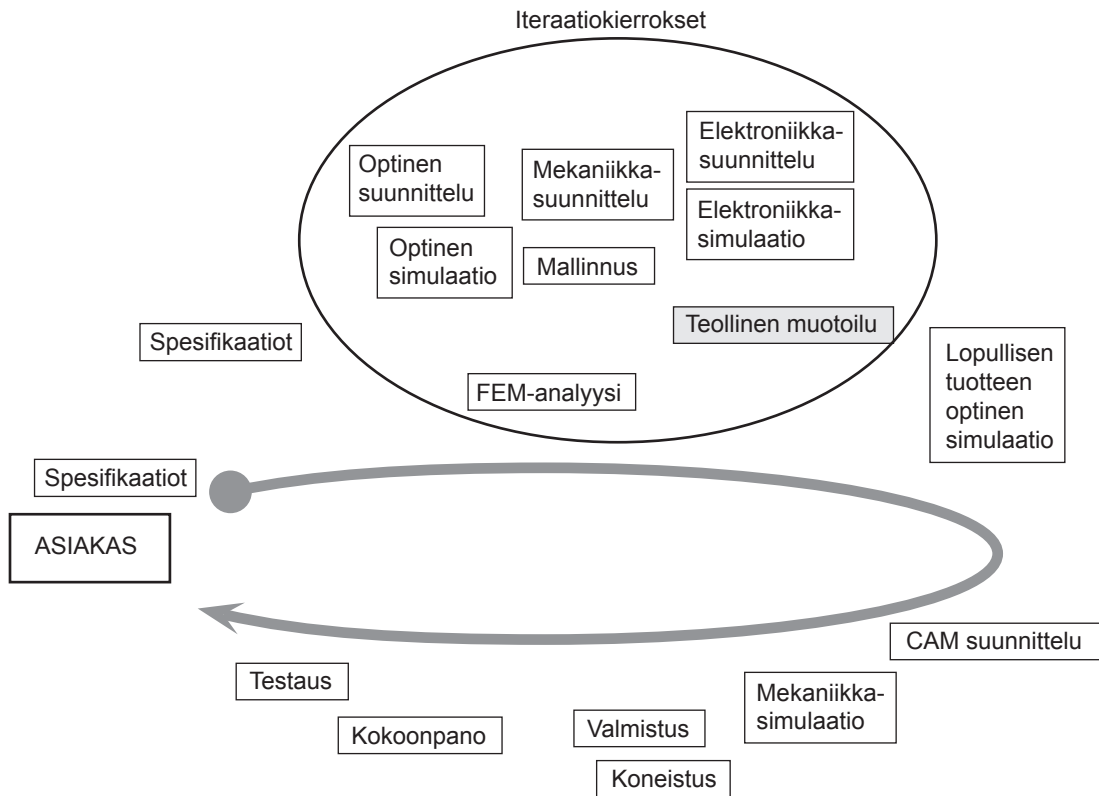 Iteraatiokierrokset
Elektroniikka-
suunnittelu
Optinen
suunnittelu
Mekaniikka-
suunnittelu
Elektroniikka-
simulaatio
Optinen
simulaatio
Mallinnus
Teollinen muotoilu
Spesifikaatiot
Lopullisen
tuotteen
optinen
simulaatio
FEM-analyysi
Spesifikaatiot
ASIAKAS
CAM suunnittelu
Testaus
Mekaniikka-
simulaatio
Kokoonpano
Valmistus
Koneistus